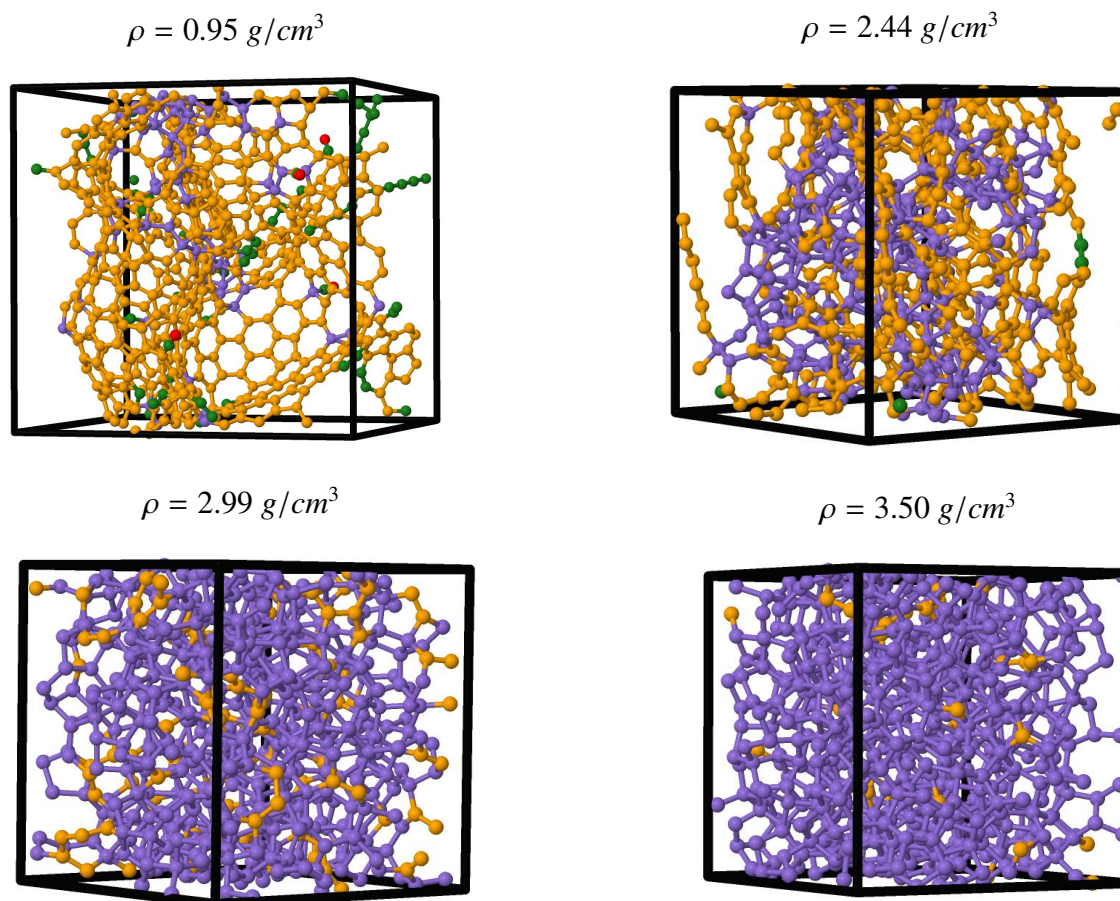 ρ = 0.95 g/cm³
ρ = 2.44 g/cm³
ρ = 2.99 g/cm³
ρ = 3.50 g/cm³